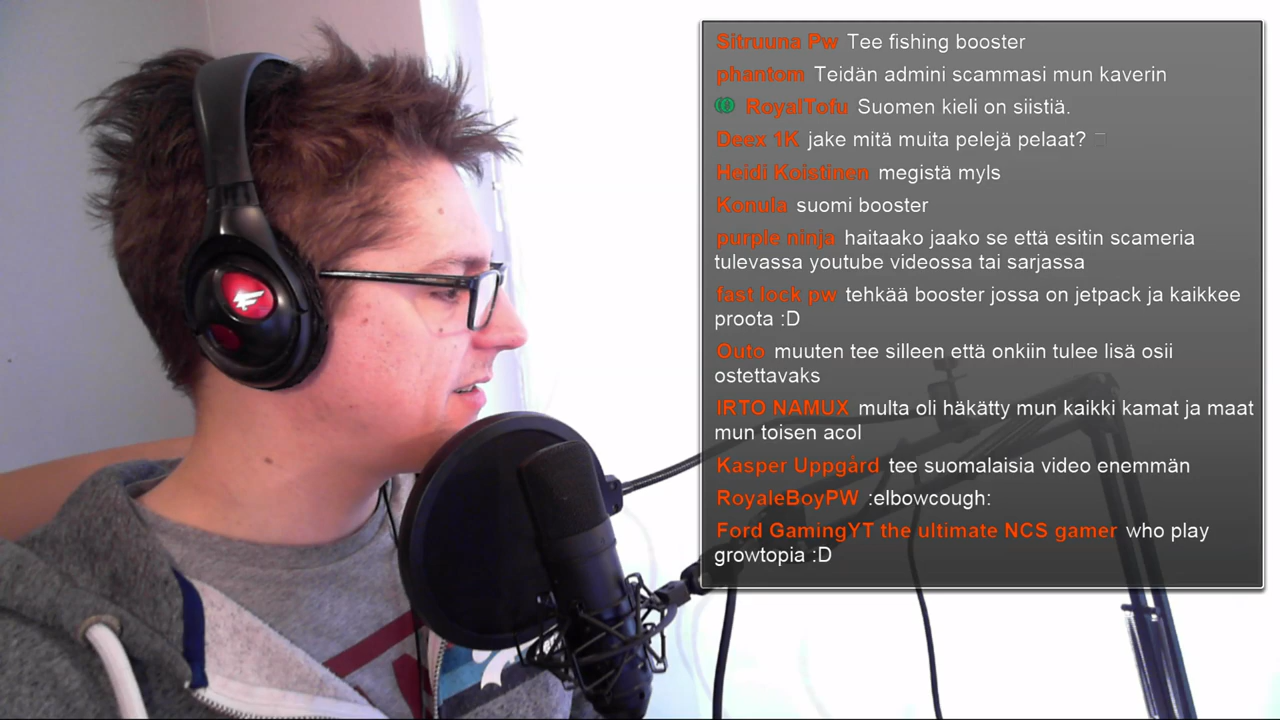 Sitruuna Pw Tee fishing booster
phantom Teidän admini scammasi mun kaverin
RoyalTofu Suomen kieli on siistiä.
Deex 1K jake mitä muita pelejä pelaat?
Heidi Koistinen megistä myls
Konula suomi booster
purple ninja haitaako jaako se että esitin scameria
tulevassa youtube videossa tai sarjassa
fast lock pw tehkää booster jossa on jetpack ja kaikkee
proota :D
Outo muuten tee silleen että onkiin tulee lisä osii
ostettavaks
IRTO NAMUX multa oli häkätty mun kaikki kamat ja maat
mun toisen acol
Kasper Uppgård tee suomalaisia video enemmän
RoyaleBoyPW :elbowcough:
Ford GamingYT the ultimate NCS gamer who play
growtopia :D